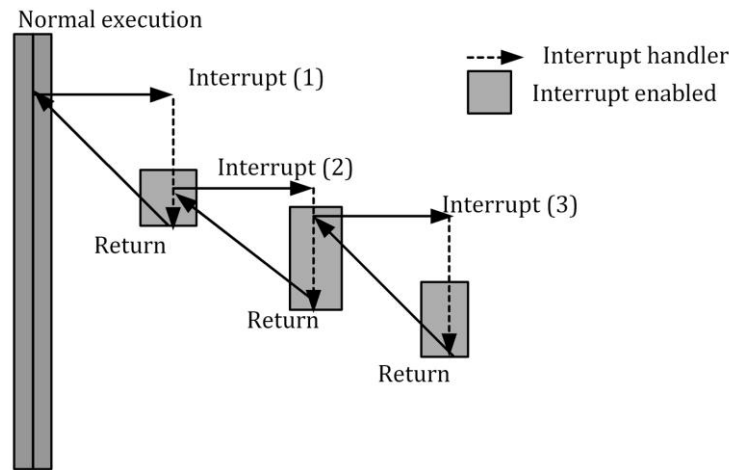 Normal execution
Interrupt (1)
Interrupt handler
Interrupt enabled
Interrupt (2)
Interrupt (3)
Return
Return
Return